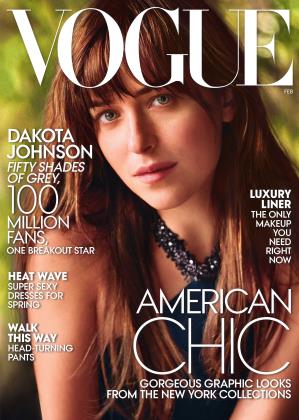 VOGUE
FEB
DAKOTA
JOHNSON
FIFTY SHADES
OF GREY,
100
MILLION
FANS,
ONE BREAKOUT STAR
HEAT WAVE
SUPER SEXY
DRESSES FOR
SPRING
WALK
THIS WAY
HEAD-TURNING
PANTS
LUXURY
LINER
THE ONLY
MAKEUP
YOU
NEED
RIGHT
NOW
AMERICAN
CHIC
GORGEOUS GRAPHIC LOOKS
FROM THE NEW YORK COLLECTIONS